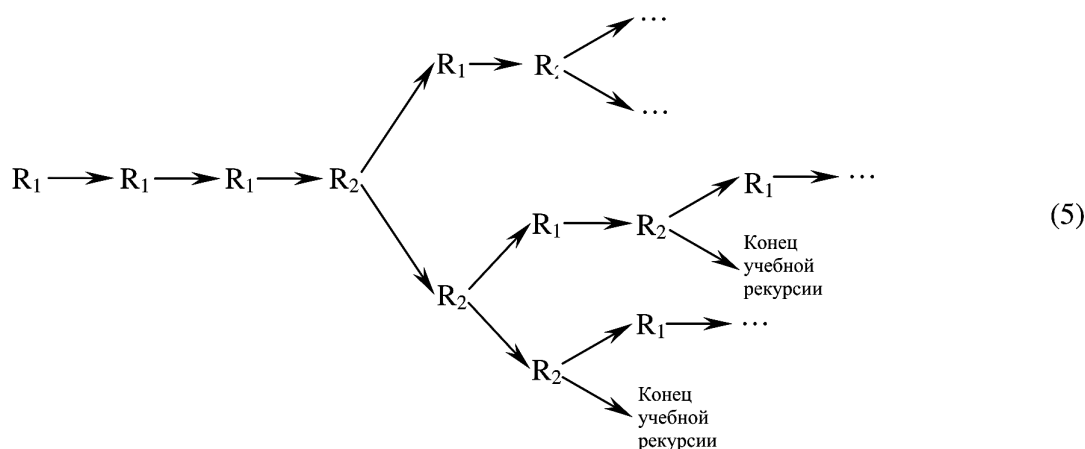 …
R₁ R₂
…
R₁ R₁ R₁ R₂ R₁ …
R₁ R₂ (5)
Конец
учебной
рекурсии
R₂
R₁ …
R₂
Конец
учебной
рекурсии